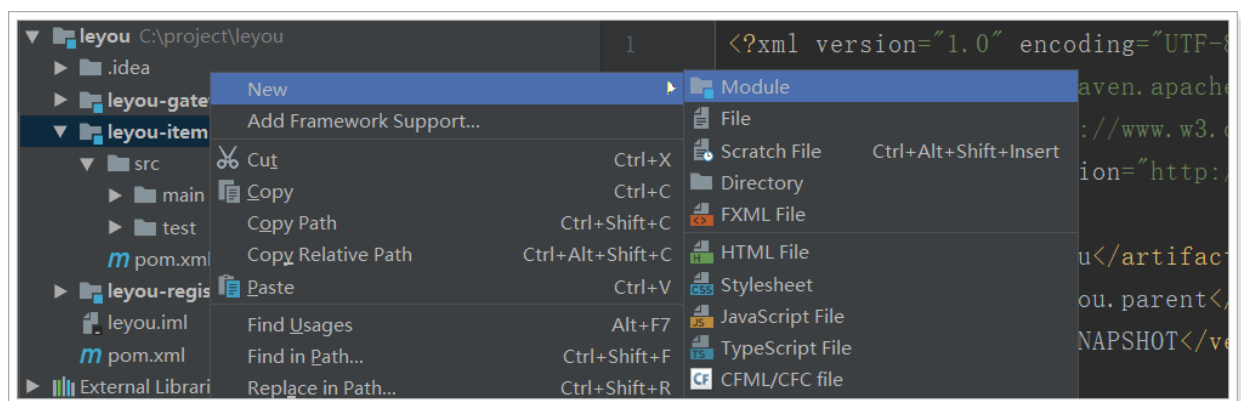 leyou C:\project\leyou
.idea
leyou-gate
leyou-item
src
main
test
pom.xml
leyou-regis
leyou.iml
pom.xml
External Librari
New
Add Framework Support...
Cut Ctrl+X
Copy Ctrl+C
Copy Path Ctrl+Shift+C
Copy Relative Path Ctrl+Alt+Shift+C
Paste Ctrl+V
Find Usages Alt+F7
Find in Path... Ctrl+Shift+F
Replace in Path... Ctrl+Shift+R
Module
File
Scratch File Ctrl+Alt+Shift+Insert
Directory
FXML File
HTML File
Stylesheet
JavaScript File
TypeScript File
CFML/CFC file
1 <?xml version="1.0" encoding="UTF-8
aven.apache
://www.w3.o
ion="http:/
u</artifac
ou.parent<
NAPSHOT</ve